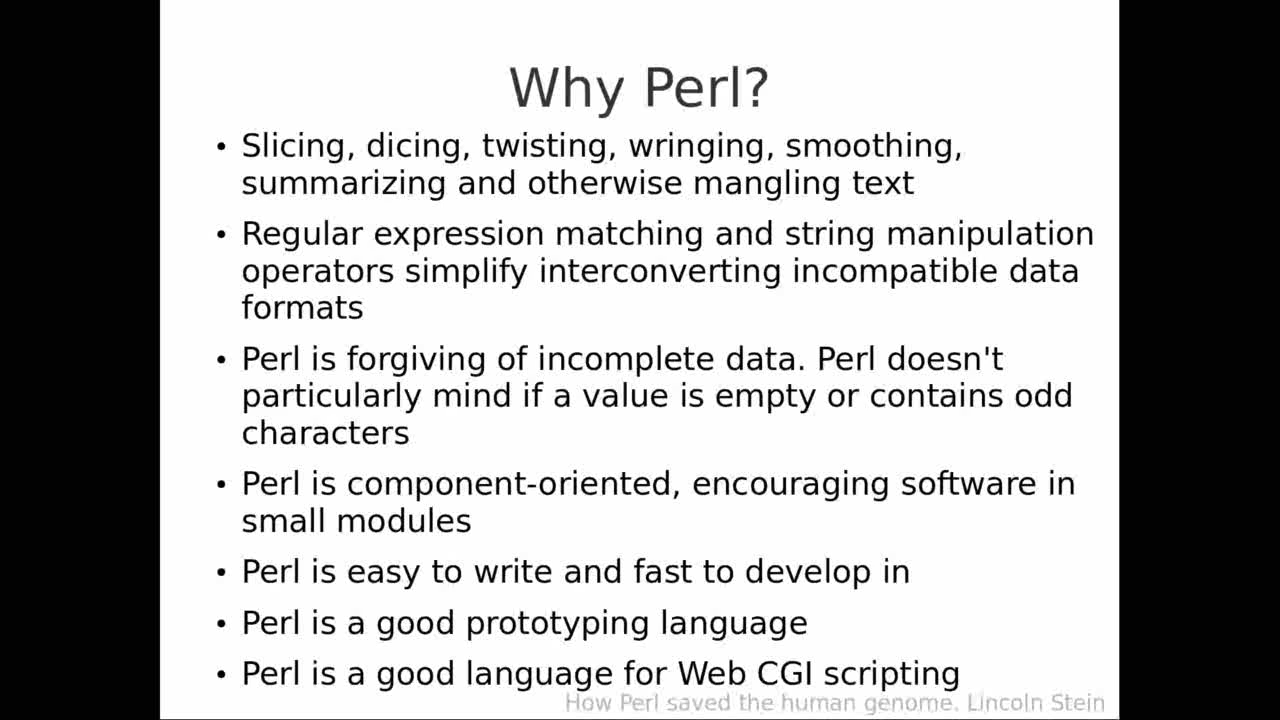 Why Perl?
• Slicing, dicing, twisting, wringing, smoothing,
summarizing and otherwise mangling text
• Regular expression matching and string manipulation
operators simplify interconverting incompatible data
formats
• Perl is forgiving of incomplete data. Perl doesn't
particularly mind if a value is empty or contains odd
characters
• Perl is component-oriented, encouraging software in
small modules
• Perl is easy to write and fast to develop in
• Perl is a good prototyping language
• Perl is a good language for Web CGI scripting
How Perl saved the human genome. Lincoln Stein